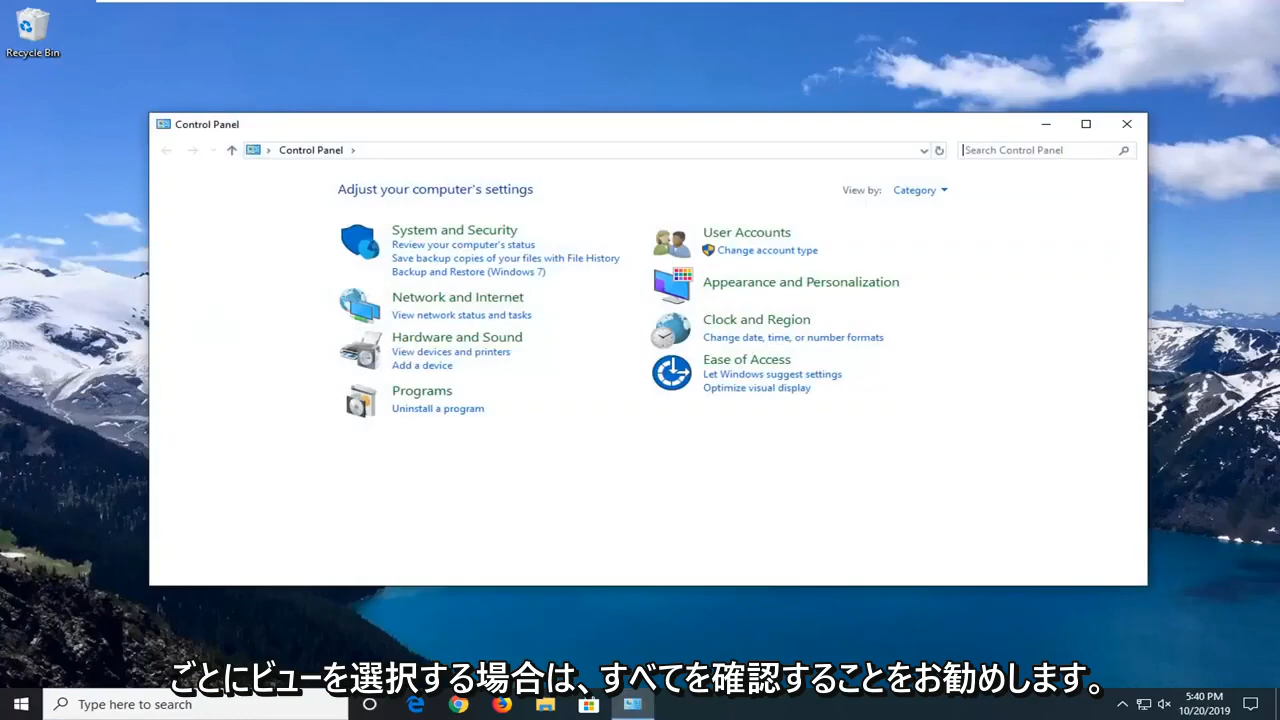 Recycle Bin
Control Panel
Control Panel
Search Control Panel
Adjust your computer's settings
View by: Category
System and Security
Review your computer's status
Save backup copies of your files with File History
Backup and Restore (Windows 7)
Network and Internet
View network status and tasks
Hardware and Sound
View devices and printers
Add a device
Programs
Uninstall a program
User Accounts
Change account type
Appearance and Personalization
Clock and Region
Change date, time, or number formats
Ease of Access
Let Windows suggest settings
Optimize visual display
ごとにビューを選択する場合は、すべてを確認することをお勧めします。
Type here to search
5:40 PM
10/20/2019